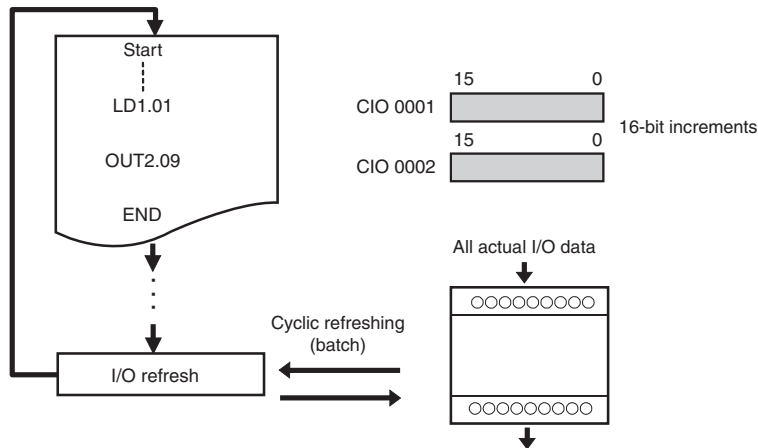 Start
LD1.01
OUT2.09
END
I/O refresh
15 0
CIO 0001
15 0
CIO 0002
16-bit increments
All actual I/O data
Cyclic refreshing
(batch)